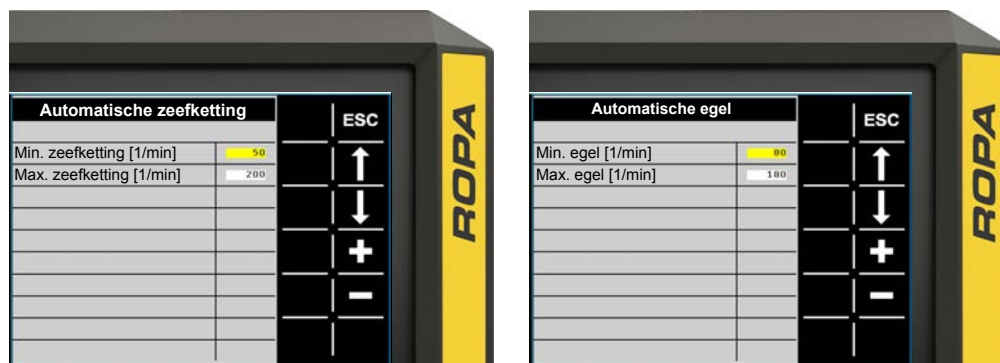 Automatische zeefketting
Min. zeefketting [1/min] 50
Max. zeefketting [1/min] 200
ESC
ROPA
Automatische egel
Min. egel [1/min] 80
Max. egel [1/min] 180
ESC
ROPA